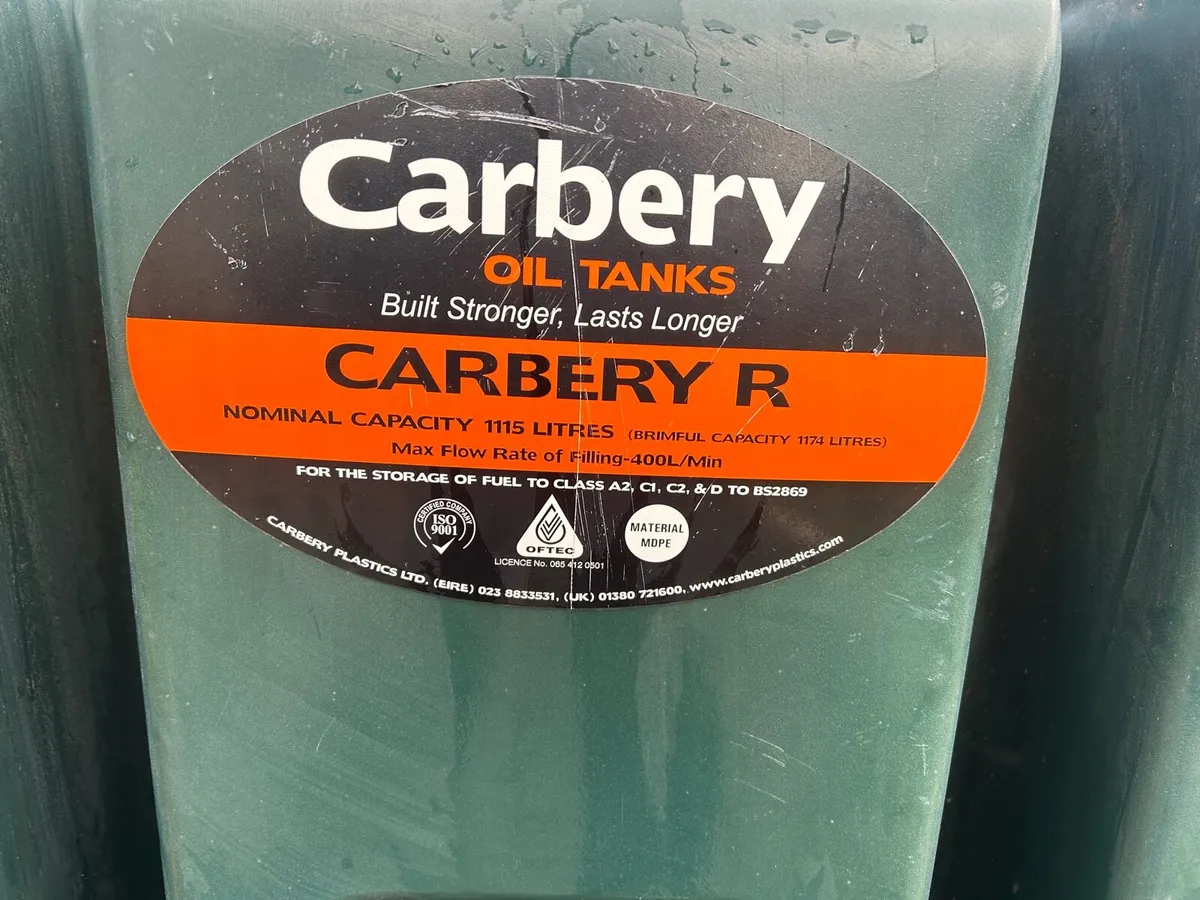 Carbery
OIL TANKS
Built Stronger, Lasts Longer
CARBERY R
NOMINAL CAPACITY 1115 LITRES (BRIMFUL CAPACITY 1174 LITRES)
Max Flow Rate of Filling-400L/Min
FOR THE STORAGE OF FUEL TO CLASS A2, C1, C2, & D TO BS2869
CERTIFIED COMPANY
ISO
9001
OFTEC
LICENCE No. 065 412 0501
MATERIAL
MDPE
CARBERY PLASTICS LTD. (EIRE) 023 8833531, (UK) 01380 721600. www.carberyplastics.com